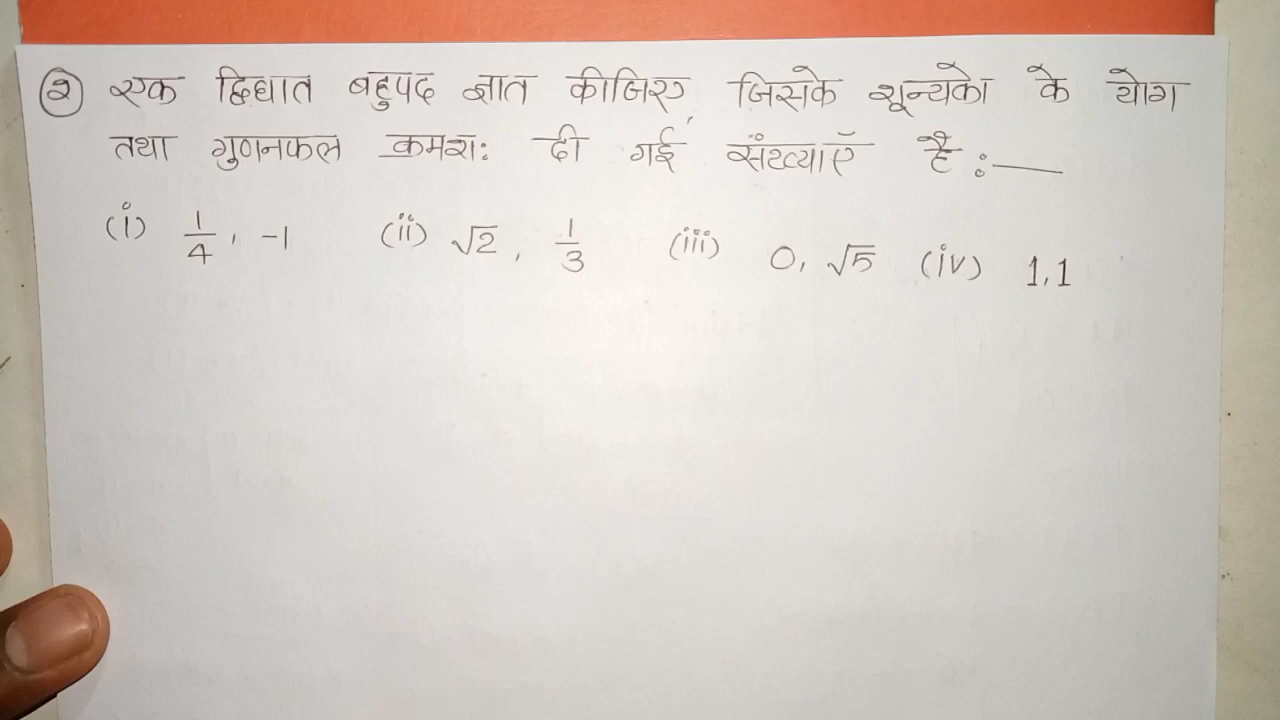 ② एक द्विघात बहुपद ज्ञात कीजिए, जिसके शून्यको के योग
तथा गुणनफल क्रमशः दी गई संख्याएँ है :—
(i) 1/4, -1 (ii) √2, 1/3 (iii) 0, √5 (iv) 1,1